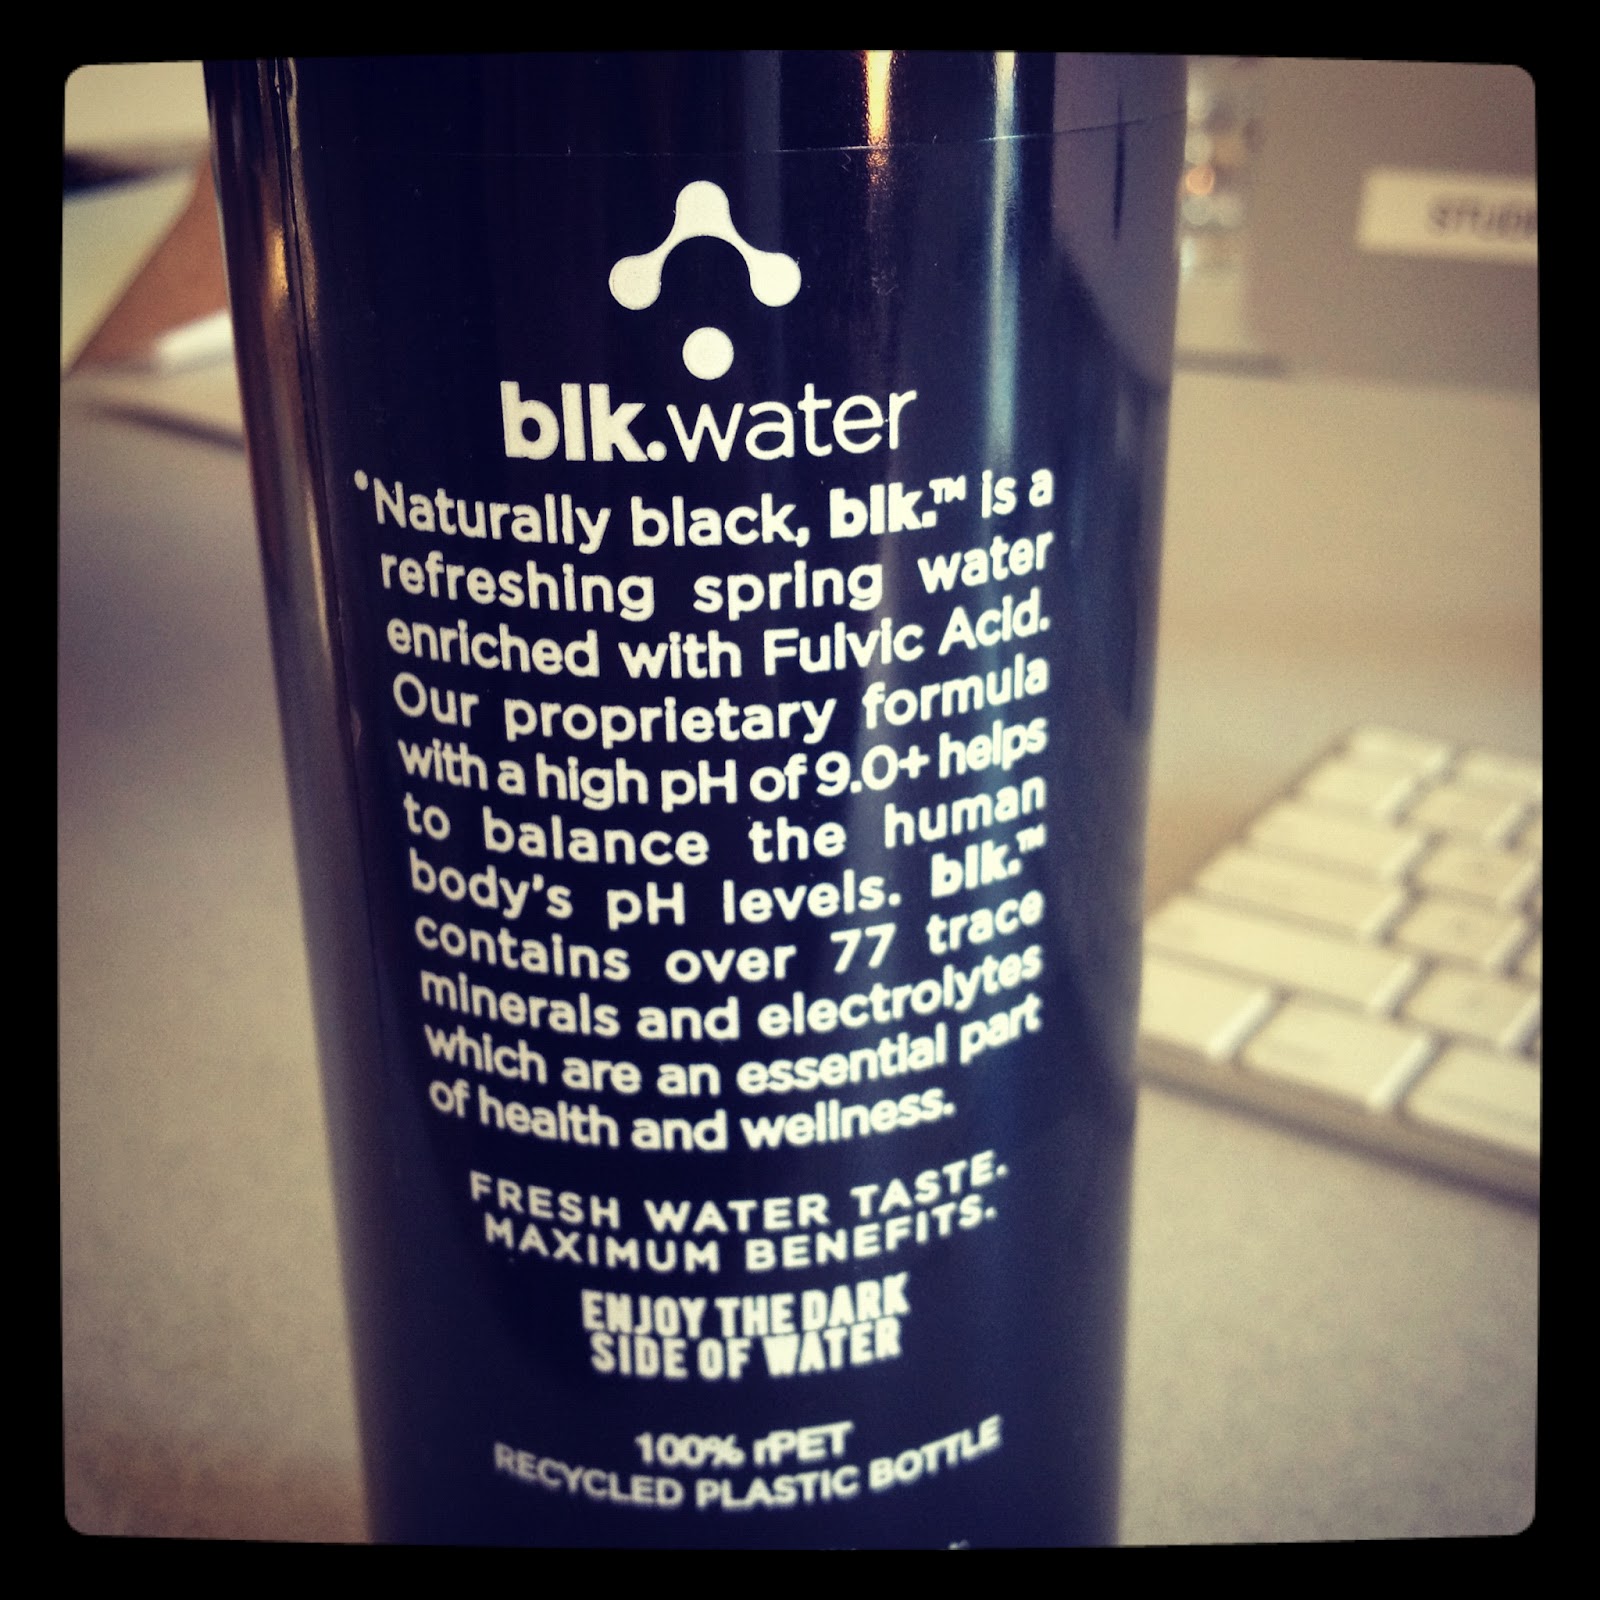 blk.water
*Naturally black, blk.™ is a
refreshing spring water
enriched with Fulvic Acid.
Our proprietary formula
with a high pH of 9.0+ helps
to balance the human
body's pH levels. blk.™
contains over 77 trace
minerals and electrolytes
which are an essential part
of health and wellness.
FRESH WATER TASTE.
MAXIMUM BENEFITS.
ENJOY THE DARK
SIDE OF WATER
100% rPET
RECYCLED PLASTIC BOTTLE